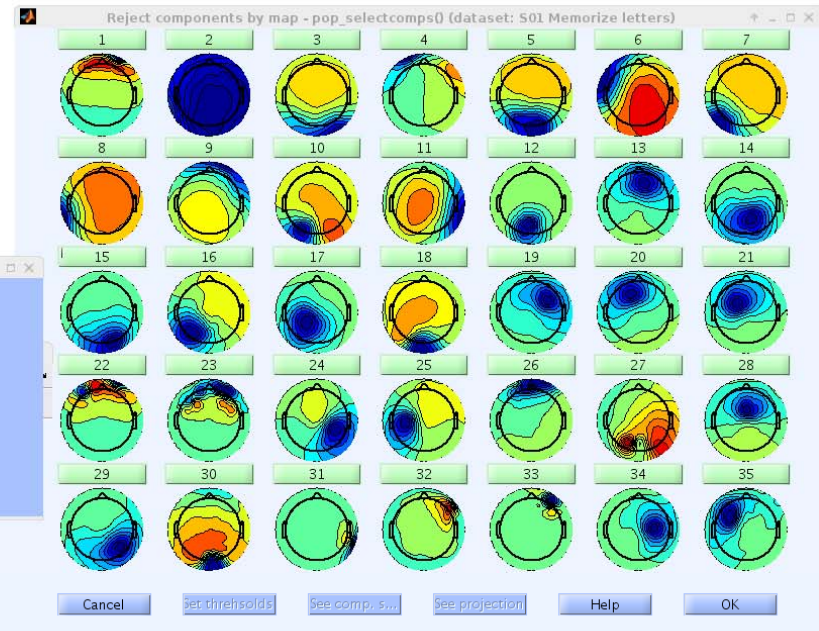 Reject components by map - pop_selectcomps() (dataset: S01 Memorize letters)
1 2 3 4 5 6 7
8 9 10 11 12 13 14
15 16 17 18 19 20 21
22 23 24 25 26 27 28
29 30 31 32 33 34 35
Cancel Set threhsolds See comp. s... See projection Help OK